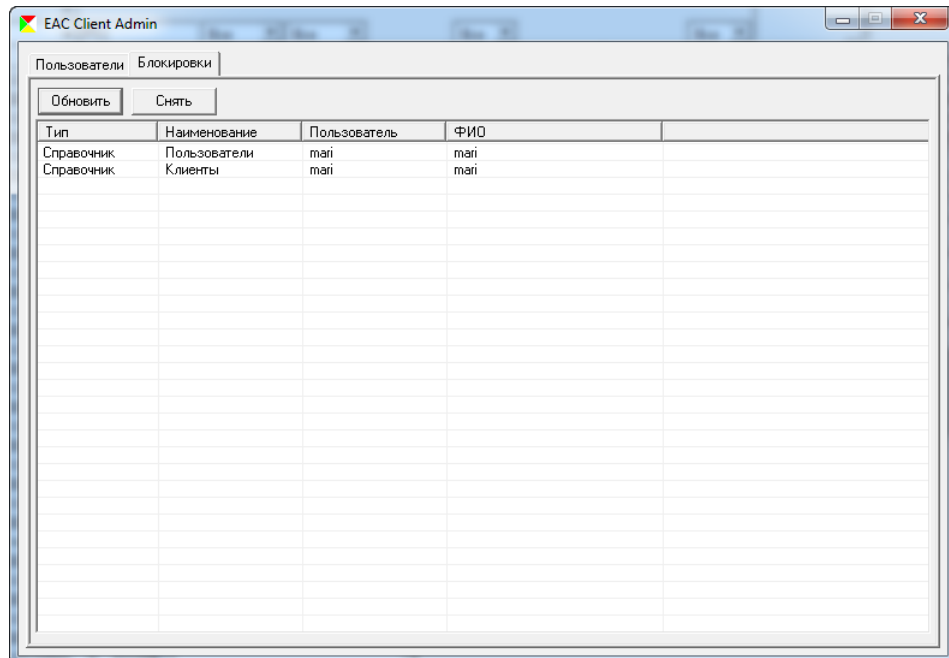 EAC Client Admin
Пользователи Блокировки
Обновить Снять
Тип Наименование Пользователь ФИО
Справочник Пользователи mari mari
Справочник Клиенты mari mari